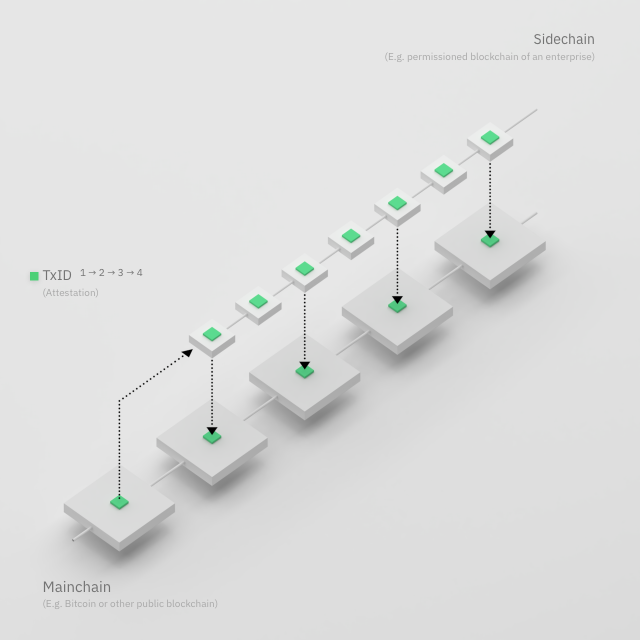 Sidechain
(E.g. permissioned blockchain of an enterprise)
TxID 1→2→3→4
(Attestation)
Mainchain
(E.g. Bitcoin or other public blockchain)